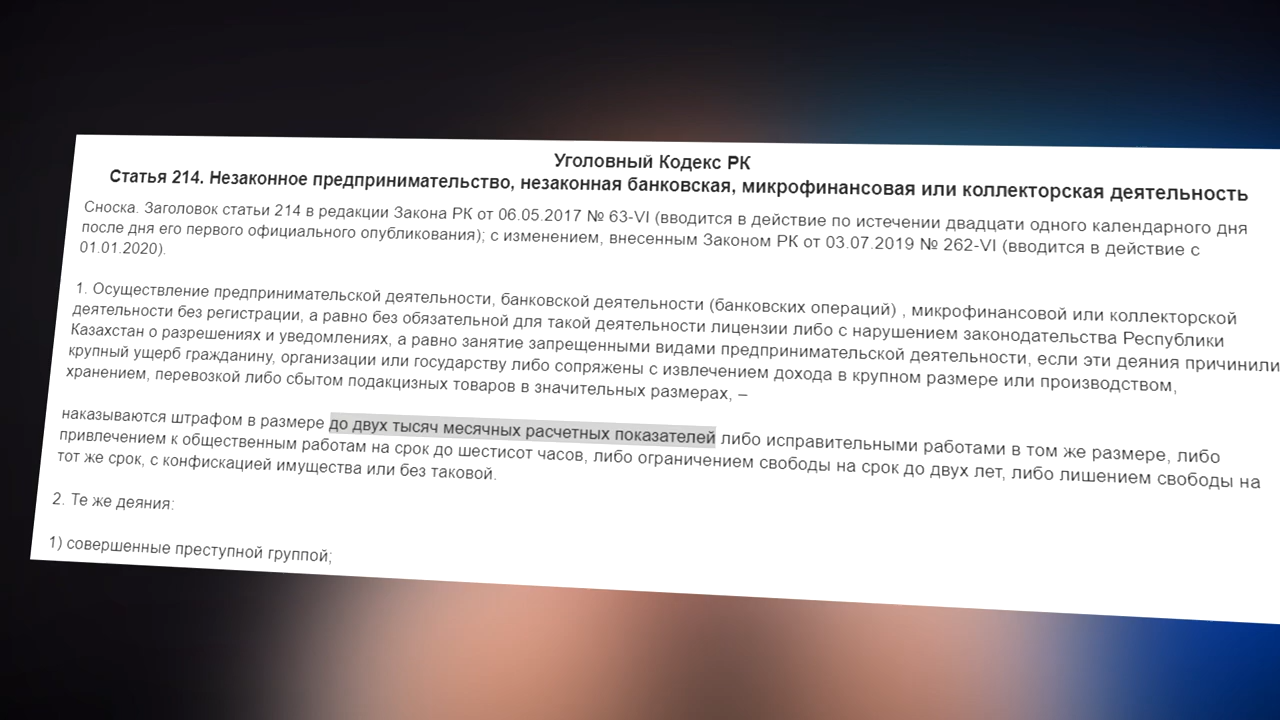 Уголовный Кодекс РК
Статья 214. Незаконное предпринимательство, незаконная банковская, микрофинансовая или коллекторская деятельность
Сноска. Заголовок статьи 214 в редакции Закона РК от 06.05.2017 № 63-VI (вводится в действие по истечении двадцати одного календарного дня
после дня его первого официального опубликования); с изменением, внесенным Законом РК от 03.07.2019 № 262-VI (вводится в действие с
01.01.2020).
1. Осуществление предпринимательской деятельности, банковской деятельности (банковских операций) , микрофинансовой или коллекторской
деятельности без регистрации, а равно без обязательной для такой деятельности лицензии либо с нарушением законодательства Республики
Казахстан о разрешениях и уведомлениях, а равно занятие запрещенными видами предпринимательской деятельности, если эти деяния причинили
крупный ущерб гражданину, организации или государству либо сопряжены с извлечением дохода в крупном размере или производством,
хранением, перевозкой либо сбытом подакцизных товаров в значительных размерах, –
наказываются штрафом в размере до двух тысяч месячных расчетных показателей либо исправительными работами в том же размере, либо
привлечением к общественным работам на срок до шестисот часов, либо ограничением свободы на срок до двух лет, либо лишением свободы на
тот же срок, с конфискацией имущества или без таковой.
2. Те же деяния:
1) совершенные преступной группой;